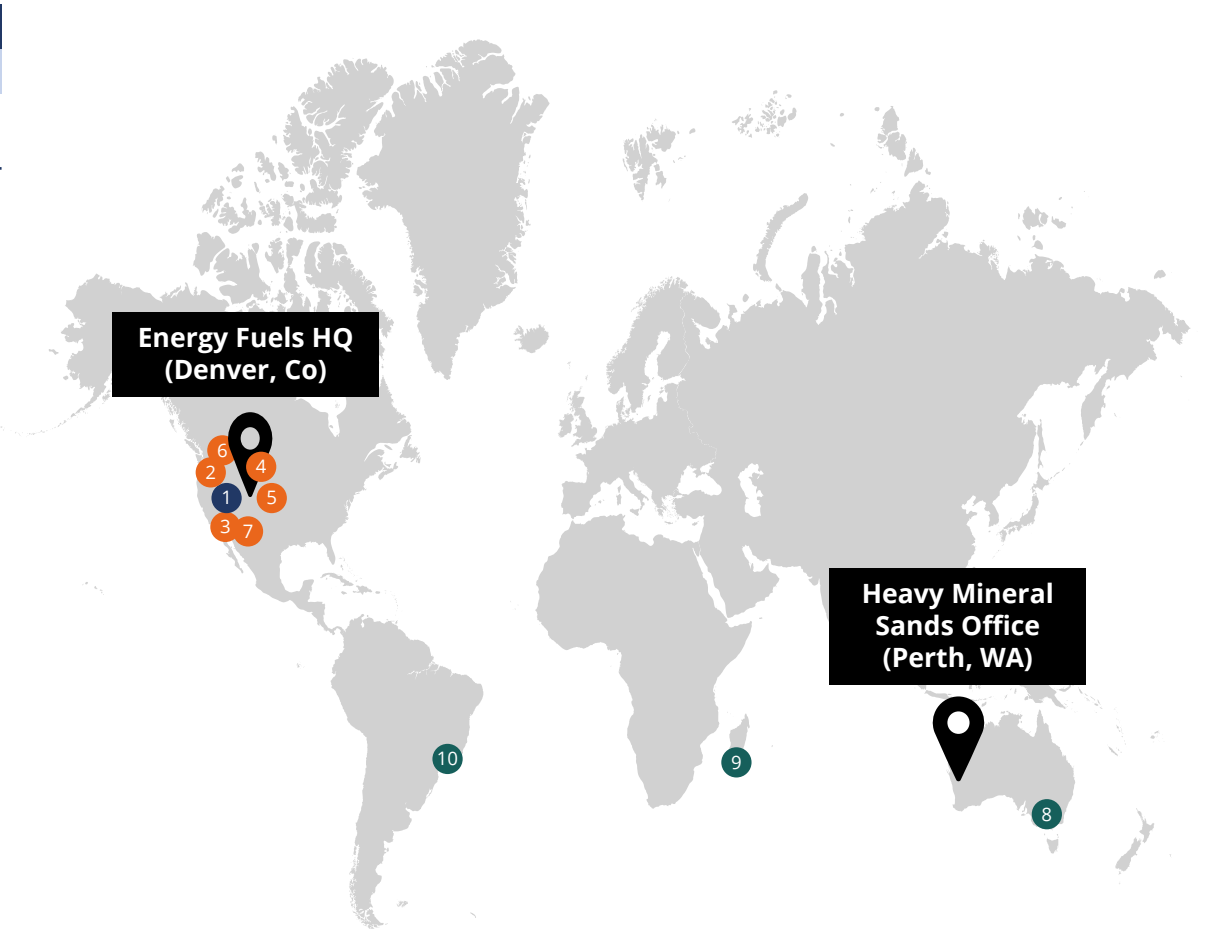 Energy Fuels HQ
(Denver, Co)
6
2
4
1
5
3
7
Heavy Mineral
Sands Office
(Perth, WA)
10
9
8